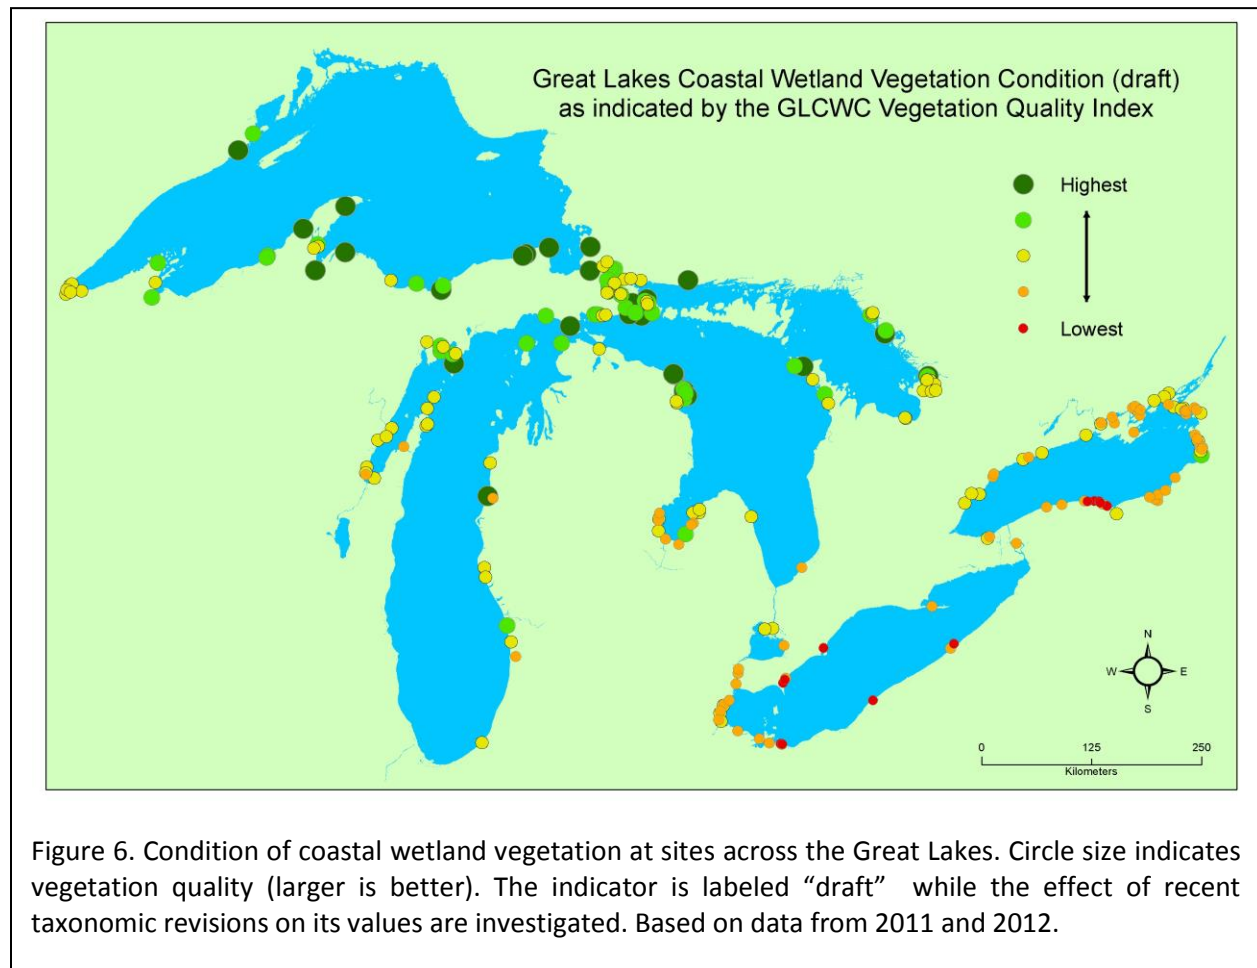 Great Lakes Coastal Wetland Vegetation Condition (draft)
as indicated by the GLCWC Vegetation Quality Index
Highest
Lowest
N
W E
S
0 125 250
Kilometers
Figure 6. Condition of coastal wetland vegetation at sites across the Great Lakes. Circle size indicates
vegetation quality (larger is better). The indicator is labeled “draft” while the effect of recent
taxonomic revisions on its values are investigated. Based on data from 2011 and 2012.